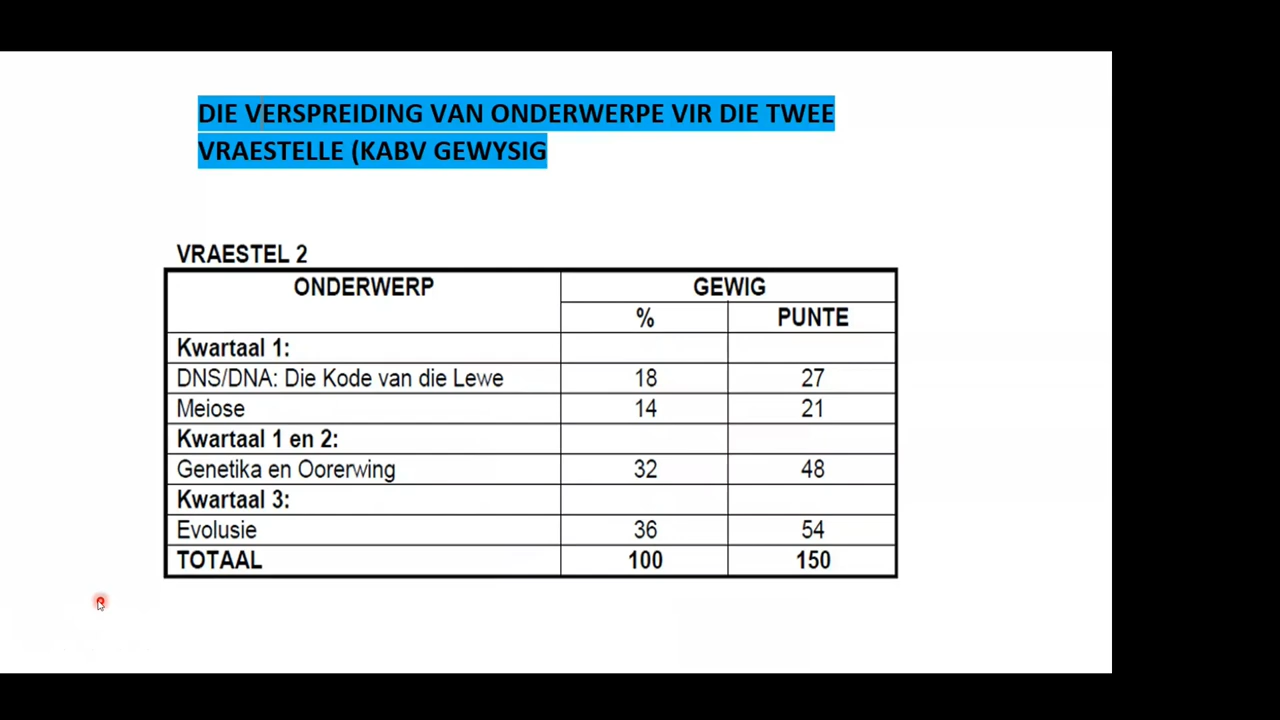 DIE VERSPREIDING VAN ONDERWERPE VIR DIE TWEE
VRAESTELLE (KABV GEWYSIG
VRAESTEL 2
ONDERWERP GEWIG
% PUNTE
Kwartaal 1:
DNS/DNA: Die Kode van die Lewe 18 27
Meiose 14 21
Kwartaal 1 en 2:
Genetika en Oorerwing 32 48
Kwartaal 3:
Evolusie 36 54
TOTAAL 100 150